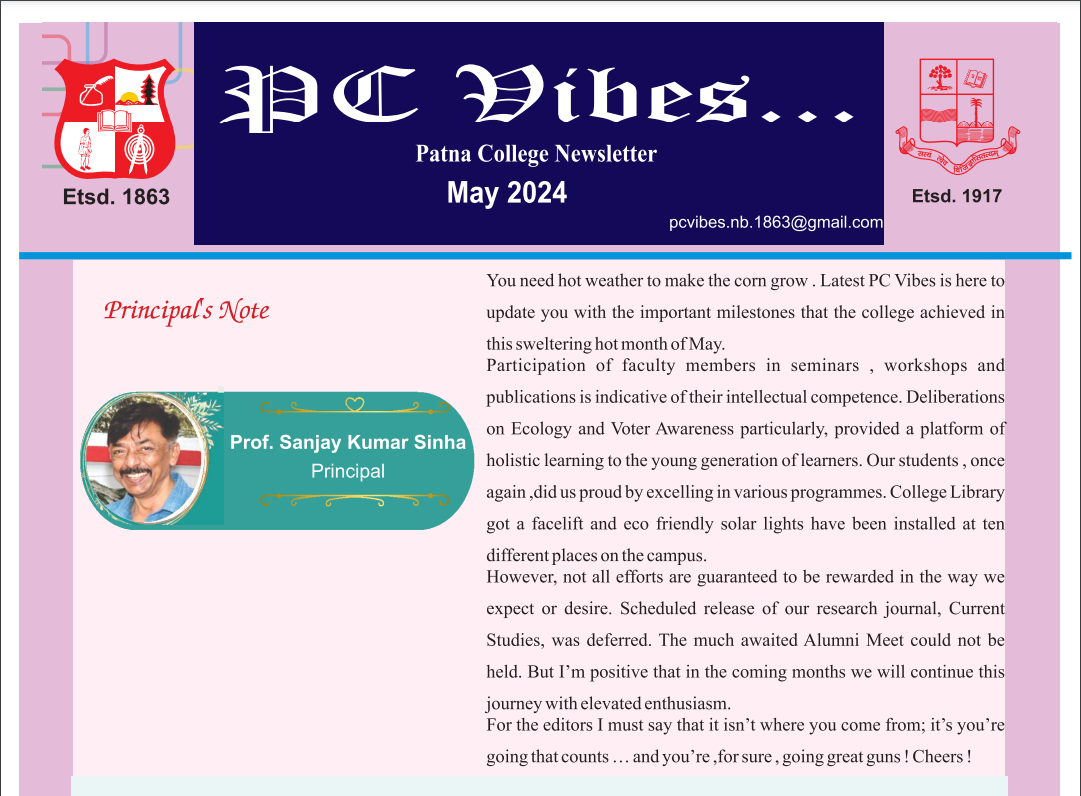 PC Vibes...
Patna College Newsletter
May 2024
pcvibes.nb.1863@gmail.com
Etsd. 1863
सत्यं
Etsd. 1917
Principal's Note
Prof. Sanjay Kumar Sinha
Principal
You need hot weather to make the corn grow . Latest PC Vibes is here to
update you with the important milestones that the college achieved in
this sweltering hot month of May.
Participation of faculty members in seminars , workshops and
publications is indicative of their intellectual competence. Deliberations
on Ecology and Voter Awareness particularly, provided a platform of
holistic learning to the young generation of learners. Our students , once
again ,did us proud by excelling in various programmes. College Library
got a facelift and eco friendly solar lights have been installed at ten
different places on the campus.
However, not all efforts are guaranteed to be rewarded in the way we
expect or desire. Scheduled release of our research journal, Current
Studies, was deferred. The much awaited Alumni Meet could not be
held. But I’m positive that in the coming months we will continue this
journey with elevated enthusiasm.
For the editors I must say that it isn’t where you come from; it’s you’re
going that counts … and you’re ,for sure , going great guns ! Cheers !